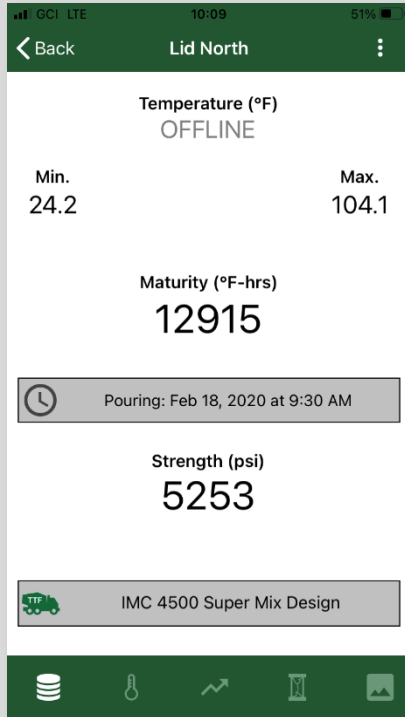 GCI LTE 10:09 51%
Back Lid North
Temperature (°F)
OFFLINE
Min. Max.
24.2 104.1
Maturity (°F-hrs)
12915
Pouring: Feb 18, 2020 at 9:30 AM
Strength (psi)
5253
TTF IMC 4500 Super Mix Design